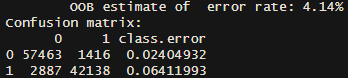 OOB estimate of  error rate: 4.14%
Confusion matrix:
      0     1 class.error
0 57463  1416  0.02404932
1  2887 42138  0.06411993